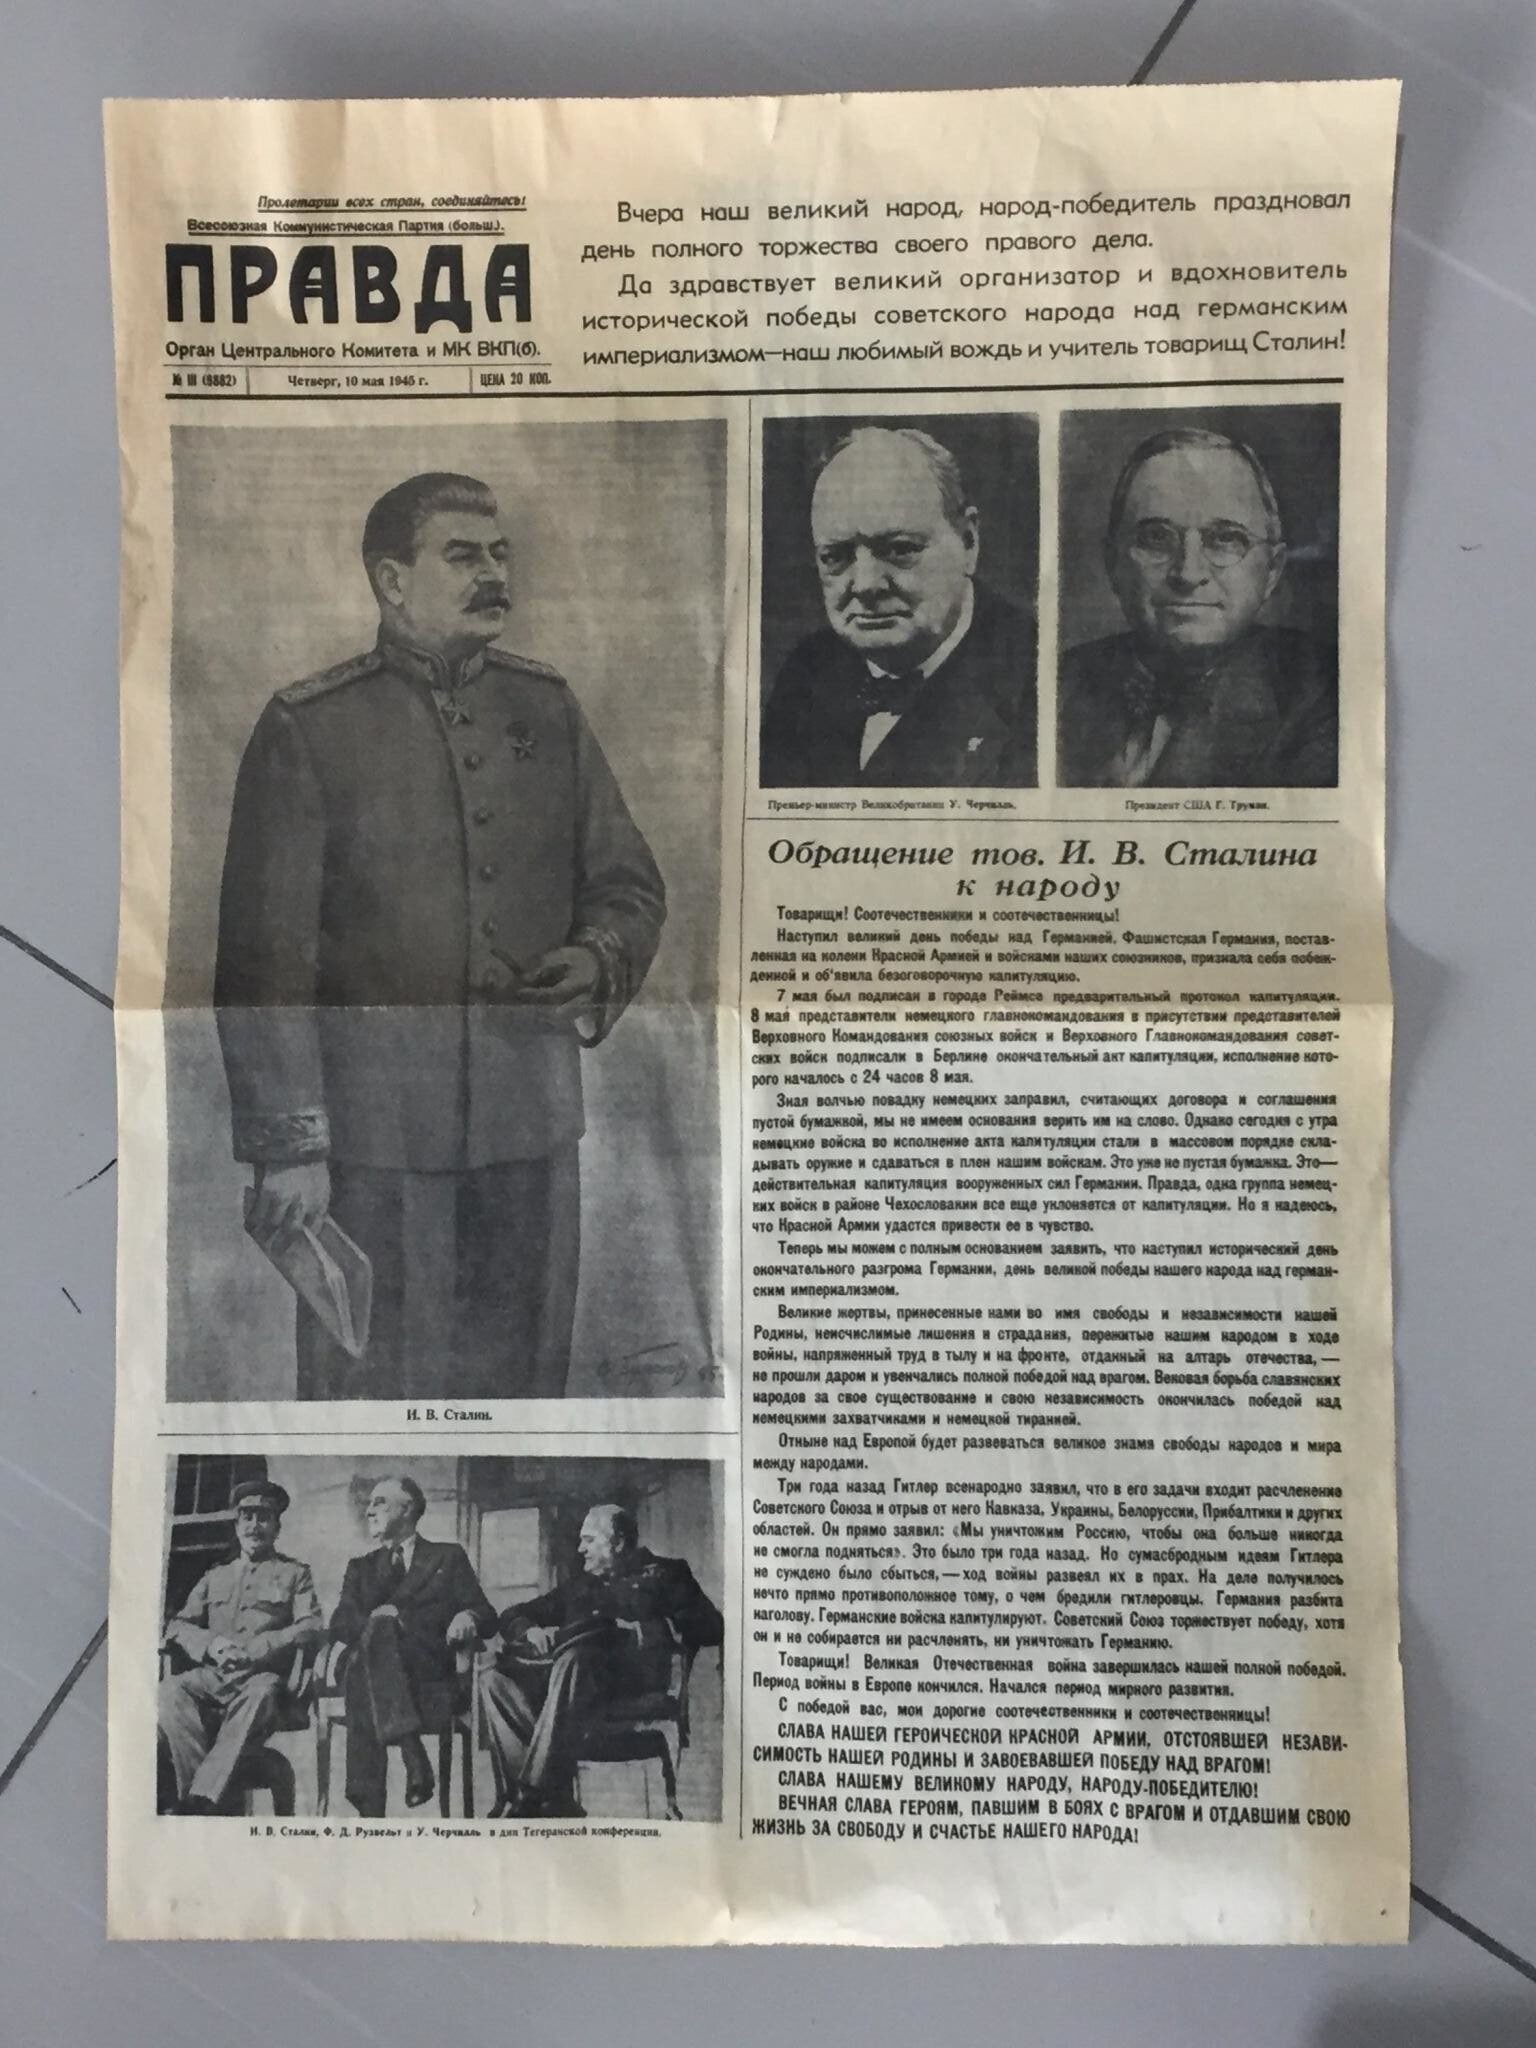 Пролетарии всех стран, соединяйтесь!
Всесоюзная Коммунистическая Партия (больш.).
ПРАВДА
Орган Центрального Комитета и МК ВКП(б).
№ 111 (9882) Четверг, 10 мая 1945 г. ЦЕНА 20 КОП.
Вчера наш великий народ, народ-победитель праздновал
день полного торжества своего правого дела.
Да здравствует великий организатор и вдохновитель
исторической победы советского народа над германским
империализмом—наш любимый вождь и учитель товарищ Сталин!
И. В. Сталин.
И. В. Сталин, Ф. Д. Рузвельт и У. Черчилль в дни Тегеранской конференции.
Премьер-министр Великобритании У. Черчилль.
Президент США Г. Труман.
Обращение тов. И. В. Сталина
к народу
Товарищи! Соотечественники и соотечественницы!
Наступил великий день победы над Германией. Фашистская Германия, постав-
ленная на колени Красной Армией и войсками наших союзников, признала себя побеж-
денной и об'явила безоговорочную капитуляцию.
7 мая был подписан в городе Реймсе предварительный протокол капитуляции.
8 мая представители немецкого главнокомандования в присутствии представителей
Верховного Командования союзных войск и Верховного Главнокомандования совет-
ских войск подписали в Берлине окончательный акт капитуляции, исполнение кото-
рого началось с 24 часов 8 мая.
Зная волчью повадку немецких заправил, считающих договора и соглашения
пустой бумажкой, мы не имеем основания верить им на слово. Однако сегодня с утра
немецкие войска во исполнение акта капитуляции стали в массовом порядке скла-
дывать оружие и сдаваться в плен нашим войскам. Это уже не пустая бумажка. Это—
действительная капитуляция вооруженных сил Германии. Правда, одна группа немец-
ких войск в районе Чехословакии все еще уклоняется от капитуляции. Но я надеюсь,
что Красной Армии удастся привести ее в чувство.
Теперь мы можем с полным основанием заявить, что наступил исторический день
окончательного разгрома Германии, день великой победы нашего народа над герман-
ским империализмом.
Великие жертвы, принесенные нами во имя свободы и независимости нашей
Родины, неисчислимые лишения и страдания, пережитые нашим народом в ходе
войны, напряженный труд в тылу и на фронте, отданный на алтарь отечества, —
не прошли даром и увенчались полной победой над врагом. Вековая борьба славянских
народов за свое существование и свою независимость окончилась победой над
немецкими захватчиками и немецкой тиранией.
Отныне над Европой будет развеваться великое знамя свободы народов и мира
между народами.
Три года назад Гитлер всенародно заявил, что в его задачи входит расчленение
Советского Союза и отрыв от него Кавказа, Украины, Белоруссии, Прибалтики и других
областей. Он прямо заявил: «Мы уничтожим Россию, чтобы она больше никогда
не смогла подняться». Это было три года назад. Но сумасбродным идеям Гитлера
не суждено было сбыться, — ход войны развеял их в прах. На деле получилось
нечто прямо противоположное тому, о чем бредили гитлеровцы. Германия разбита
наголову. Германские войска капитулируют. Советский Союз торжествует победу, хотя
он и не собирается ни расчленять, ни уничтожать Германию.
Товарищи! Великая Отечественная война завершилась нашей полной победой.
Период войны в Европе кончился. Начался период мирного развития.
С победой вас, мои дорогие соотечественники и соотечественницы!
СЛАВА НАШЕЙ ГЕРОИЧЕСКОЙ КРАСНОЙ АРМИИ, ОТСТОЯВШЕЙ НЕЗАВИ-
СИМОСТЬ НАШЕЙ РОДИНЫ И ЗАВОЕВАВШЕЙ ПОБЕДУ НАД ВРАГОМ!
СЛАВА НАШЕМУ ВЕЛИКОМУ НАРОДУ, НАРОДУ-ПОБЕДИТЕЛЮ!
ВЕЧНАЯ СЛАВА ГЕРОЯМ, ПАВШИМ В БОЯХ С ВРАГОМ И ОТДАВШИМ СВОЮ
ЖИЗНЬ ЗА СВОБОДУ И СЧАСТЬЕ НАШЕГО НАРОДА!